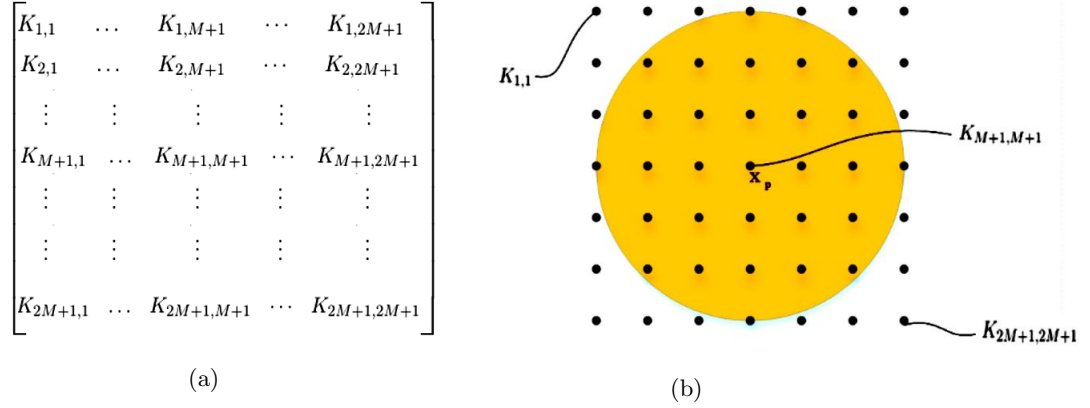 K_{1,1} … K_{1,M+1} … K_{1,2M+1}
K_{2,1} … K_{2,M+1} … K_{2,2M+1}
⋮ ⋮ ⋮ ⋮ ⋮
K_{M+1,1} … K_{M+1,M+1} … K_{M+1,2M+1}
⋮ ⋮ ⋮ ⋮ ⋮
⋮ ⋮ ⋮ ⋮ ⋮
K_{2M+1,1} … K_{2M+1,M+1} … K_{2M+1,2M+1}
(a)
K_{1,1}
K_{M+1,M+1}
x_p
K_{2M+1,2M+1}
(b)